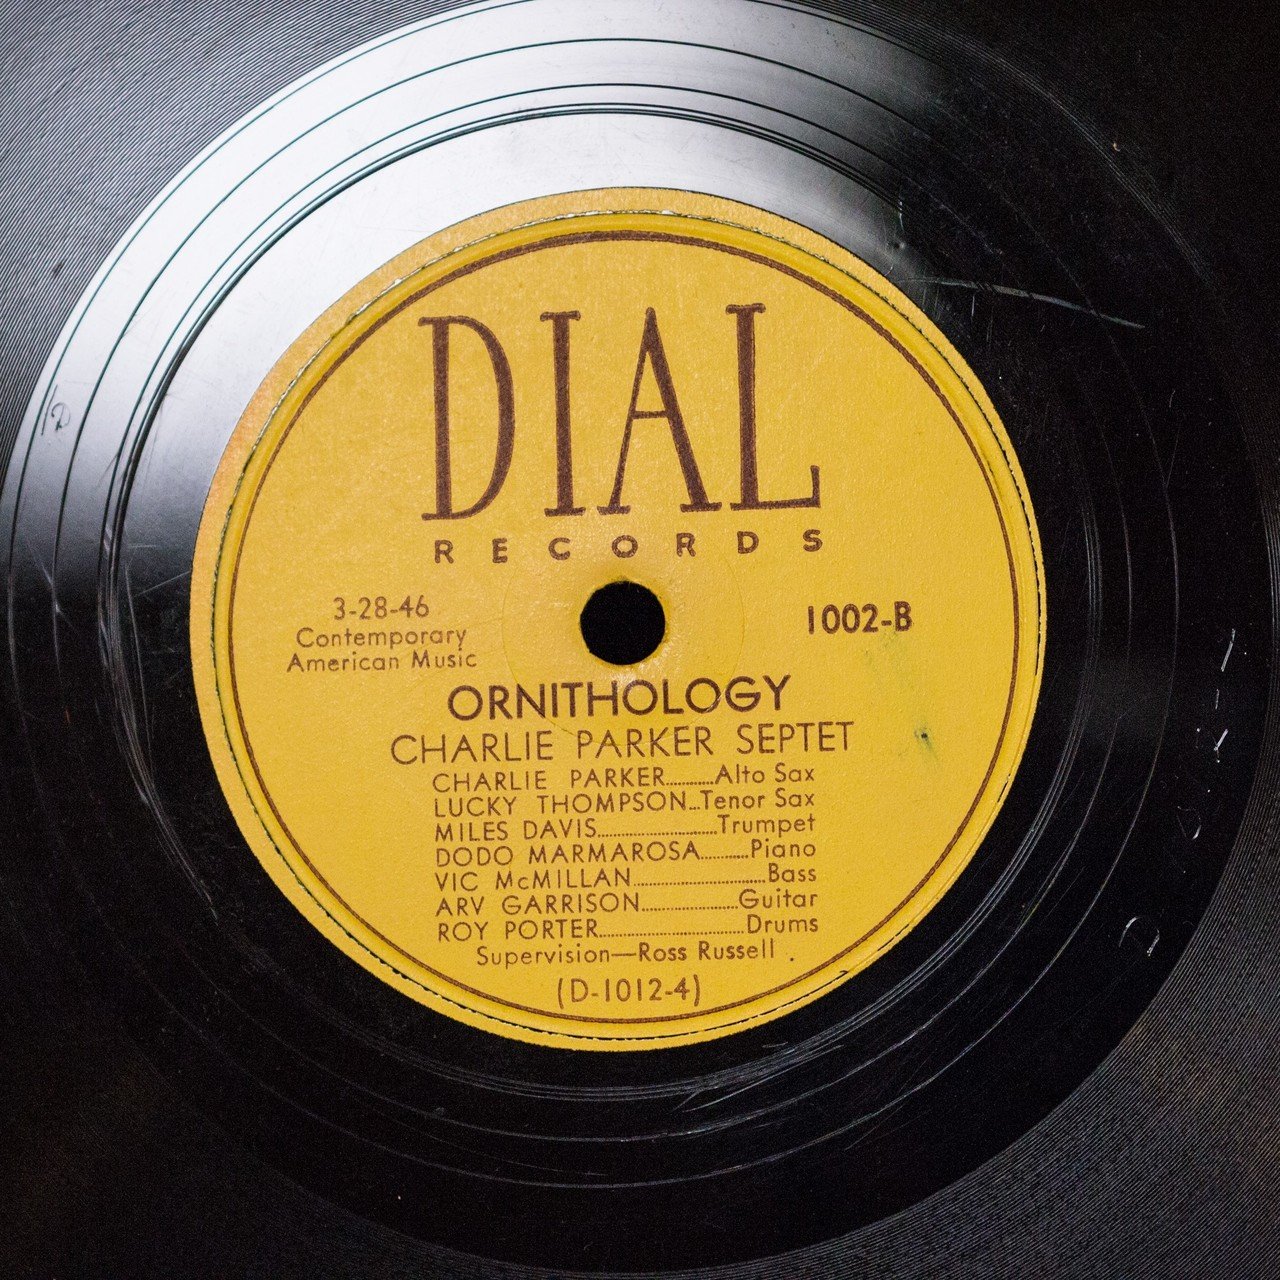 DIAL
RECORDS
3-28-46
Contemporary
American Music
1002-B
ORNITHOLOGY
CHARLIE PARKER SEPTET
CHARLIE PARKER........Alto Sax
LUCKY THOMPSON...Tenor Sax
MILES DAVIS........................Trumpet
DODO MARMAROSA........Piano
VIC McMILLAN..........................Bass
ARV GARRISON...................Guitar
ROY PORTER.............................Drums
Supervision—Ross Russell .
(D-1012-4)